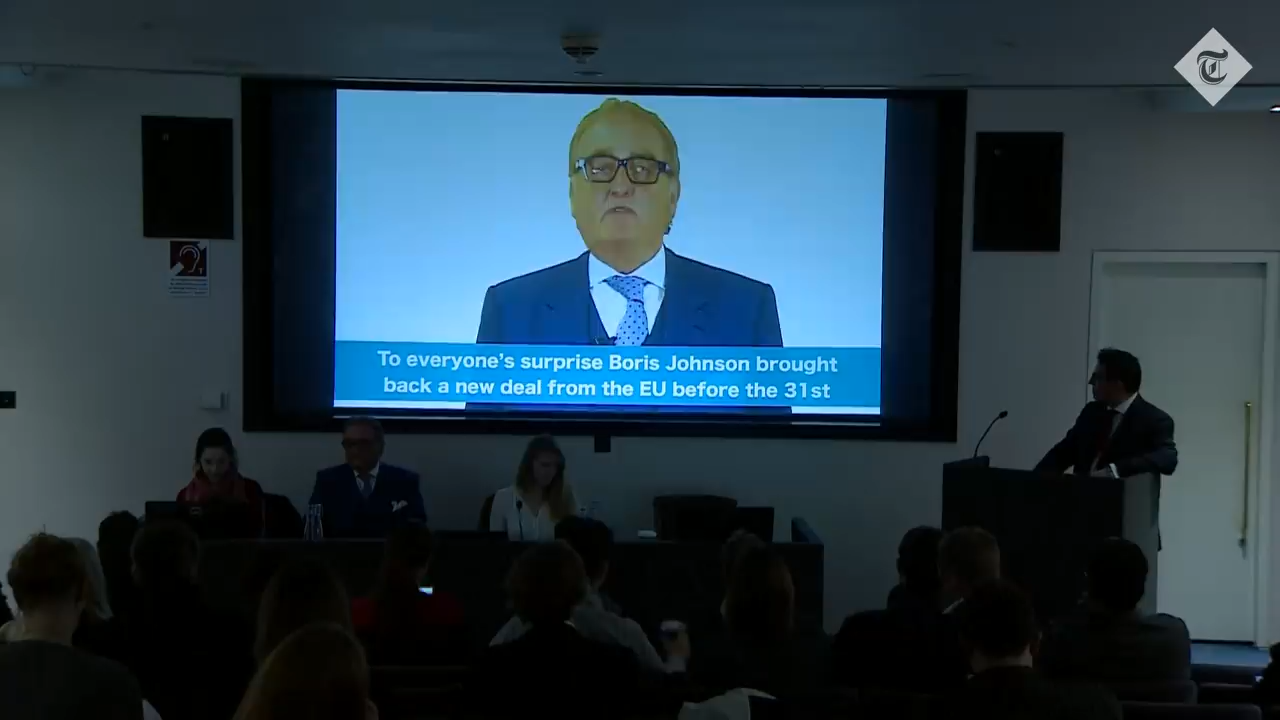 To everyone's surprise Boris Johnson brought
back a new deal from the EU before the 31st